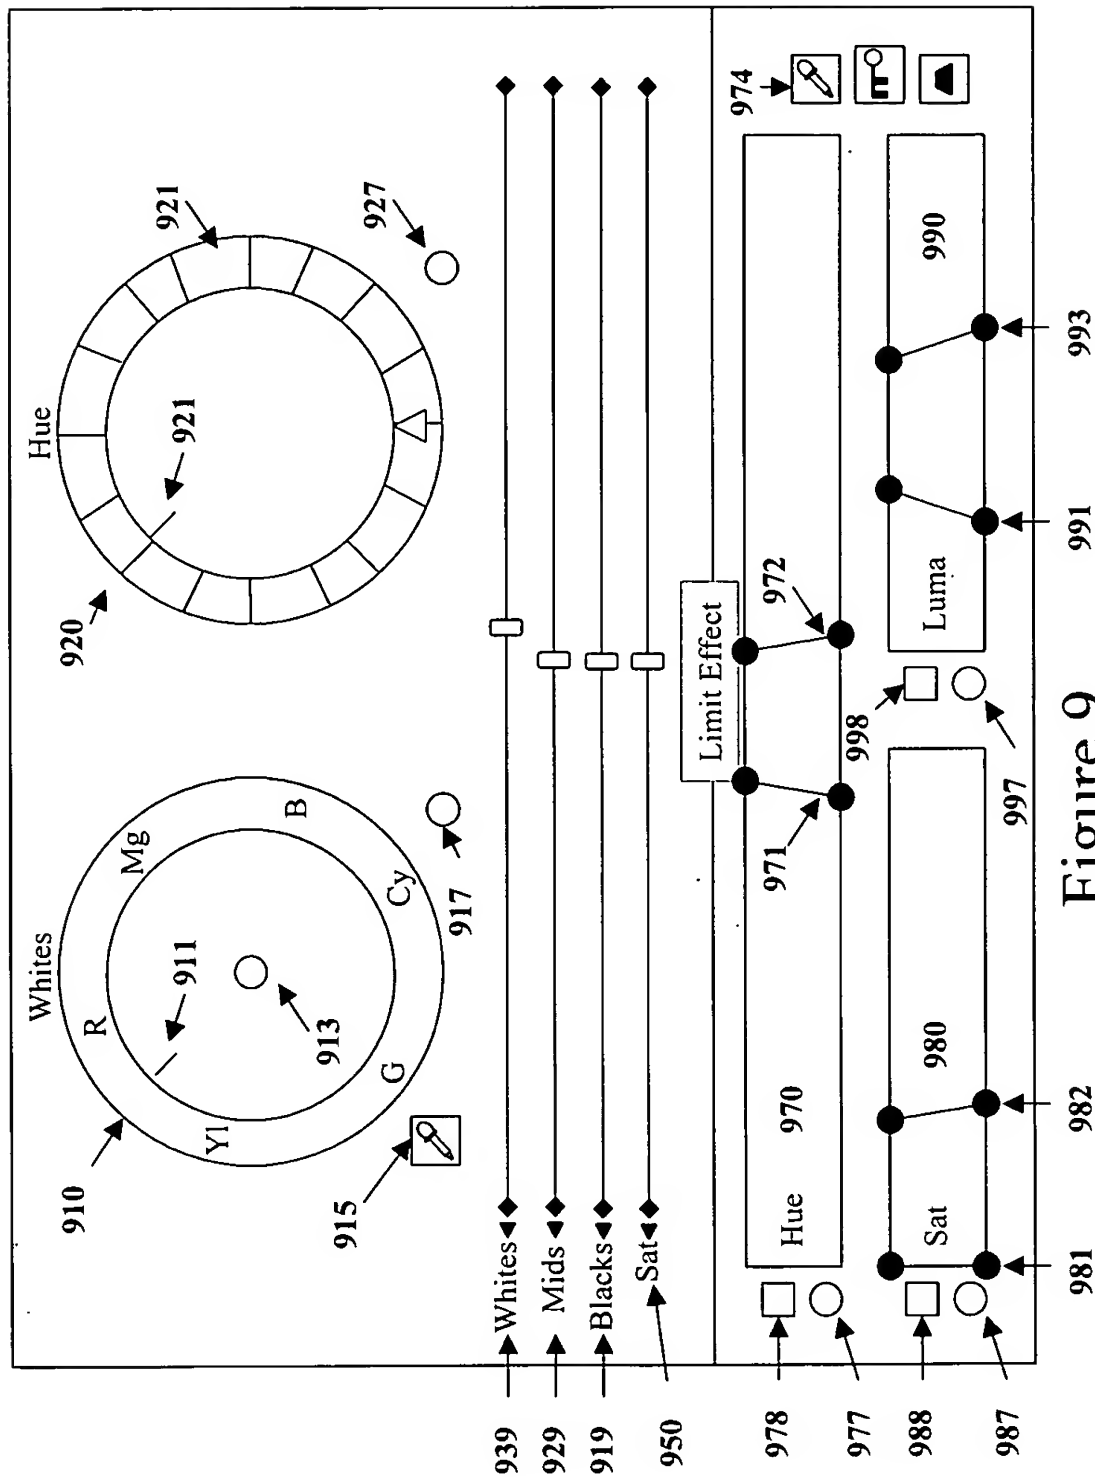 Whites
Hue
910
920
R
Mg
911
921
921
Yl
B
913
927
G
Cy
915
917
939
Whites
929
Mids
919
Blacks
950
Sat
Limit Effect
974
978
977
Hue
970
971
972
988
987
Sat
980
998
997
Luma
990
981
982
991
993
Figure 9